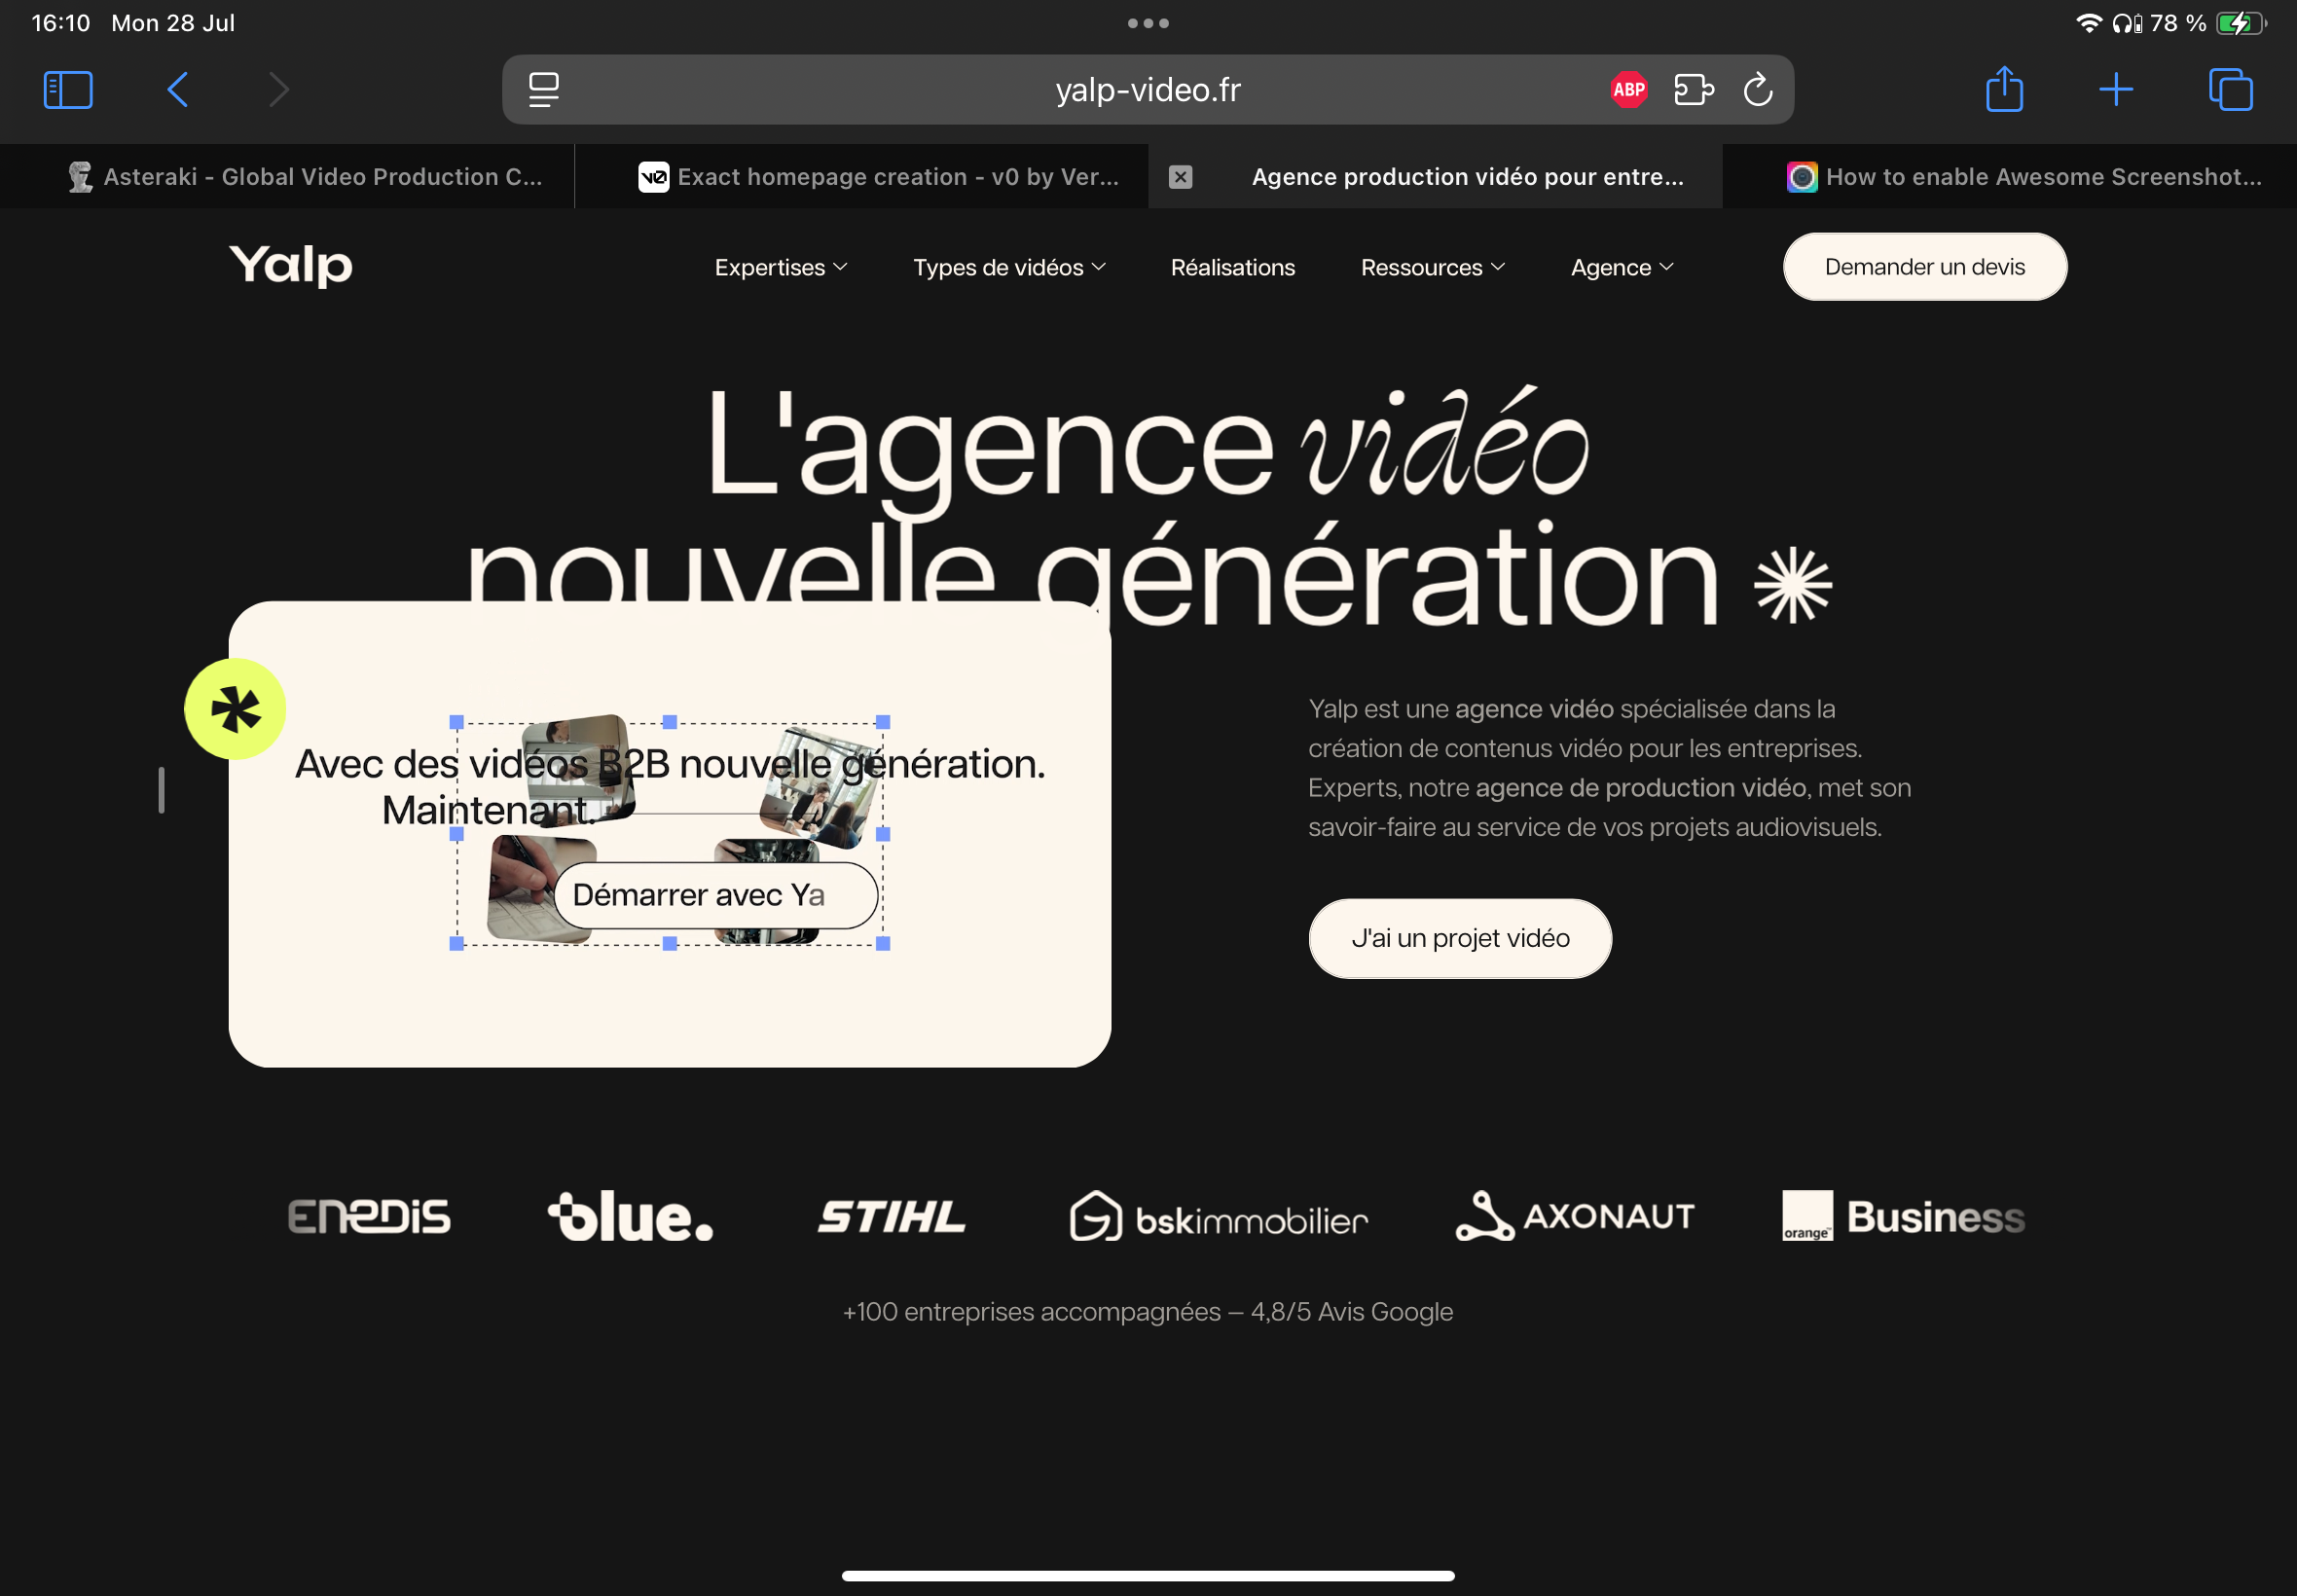 16:10 Mon 28 Jul
78 %
yalp-video.fr
ABP
Asteraki - Global Video Production C...
v0
Exact homepage creation - v0 by Ver...
Agence production vidéo pour entre...
How to enable Awesome Screenshot...
Yalp
Expertises
Types de vidéos
Réalisations
Ressources
Agence
Demander un devis
L'agence vidéo
nouvelle génération
Avec des vidéos B2B nouvelle génération.
Maintenant.
Démarrer avec Ya
Yalp est une agence vidéo spécialisée dans la
création de contenus vidéo pour les entreprises.
Experts, notre agence de production vidéo, met son
savoir-faire au service de vos projets audiovisuels.
J'ai un projet vidéo
ENEDIS
blue.
STIHL
bskimmobilier
AXONAUT
orange™ Business
+100 entreprises accompagnées – 4,8/5 Avis Google